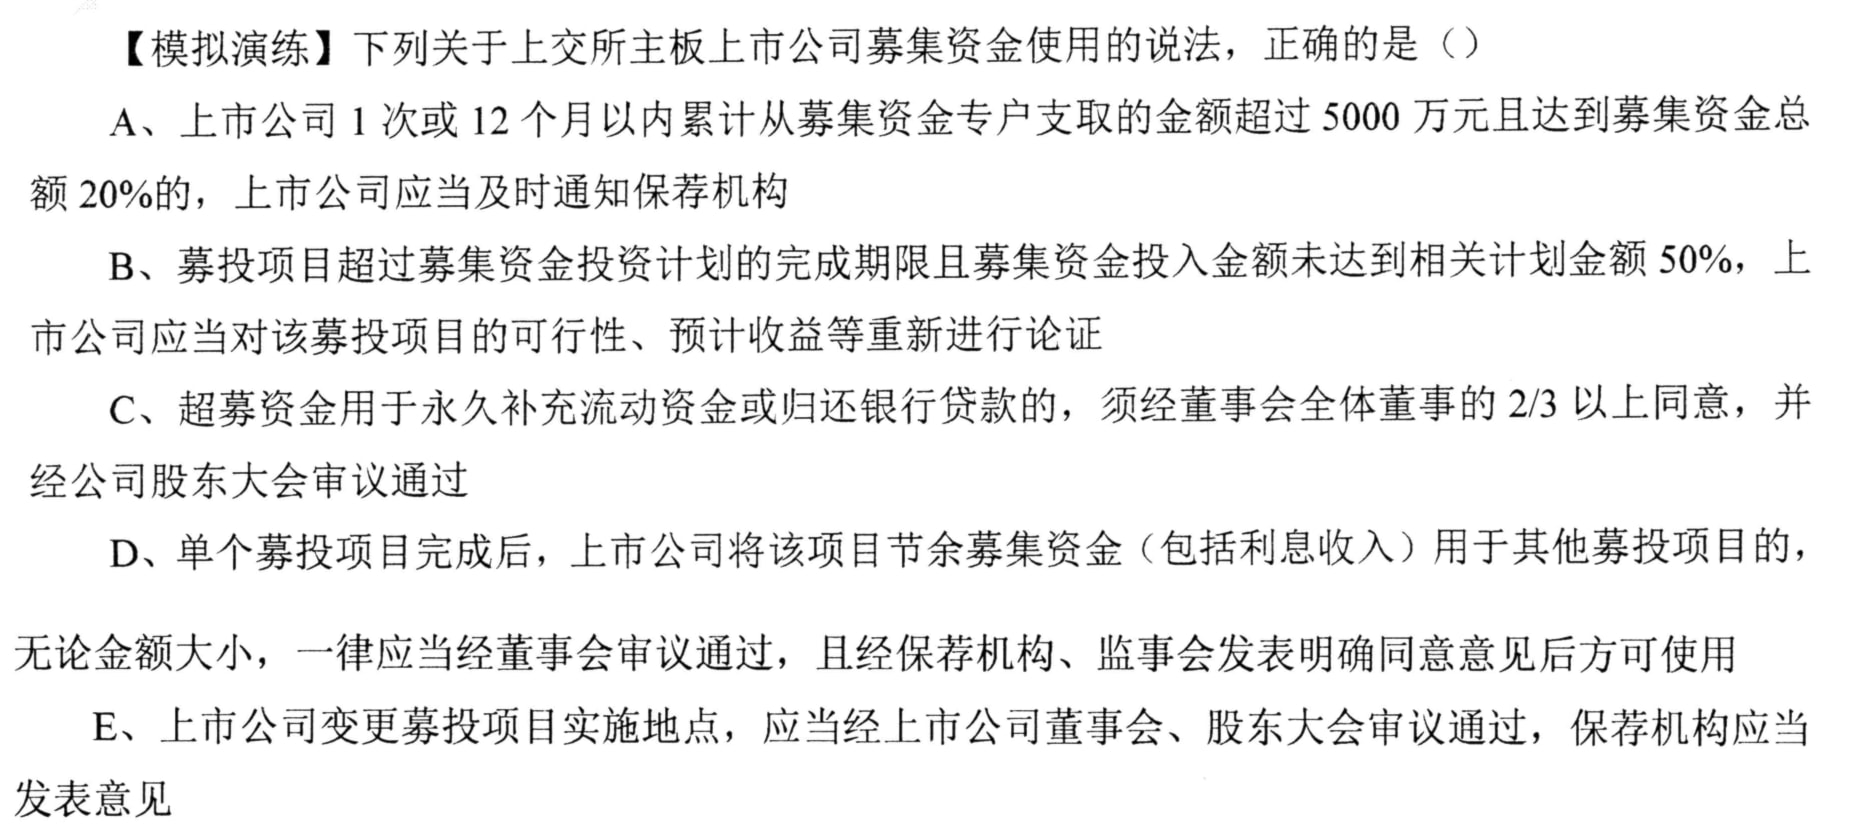 【模拟演练】下列关于上交所主板上市公司募集资金使用的说法，正确的是（）
A、上市公司 1 次或 12 个月以内累计从募集资金专户支取的金额超过 5000 万元且达到募集资金总
额 20%的，上市公司应当及时通知保荐机构
B、募投项目超过募集资金投资计划的完成期限且募集资金投入金额未达到相关计划金额 50%，上
市公司应当对该募投项目的可行性、预计收益等重新进行论证
C、超募资金用于永久补充流动资金或归还银行贷款的，须经董事会全体董事的 2/3 以上同意，并
经公司股东大会审议通过
D、单个募投项目完成后，上市公司将该项目节余募集资金（包括利息收入）用于其他募投项目的，
无论金额大小，一律应当经董事会审议通过，且经保荐机构、监事会发表明确同意意见后方可使用
E、上市公司变更募投项目实施地点，应当经上市公司董事会、股东大会审议通过，保荐机构应当
发表意见